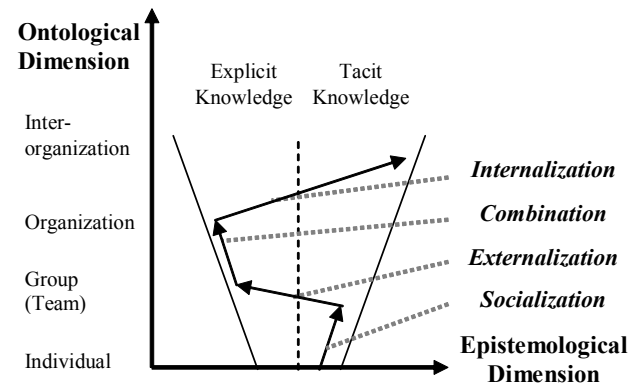 Ontological
Dimension
Explicit
Knowledge
Tacit
Knowledge
Inter-
organization
Organization
Group
(Team)
Individual
Internalization
Combination
Externalization
Socialization
Epistemological
Dimension